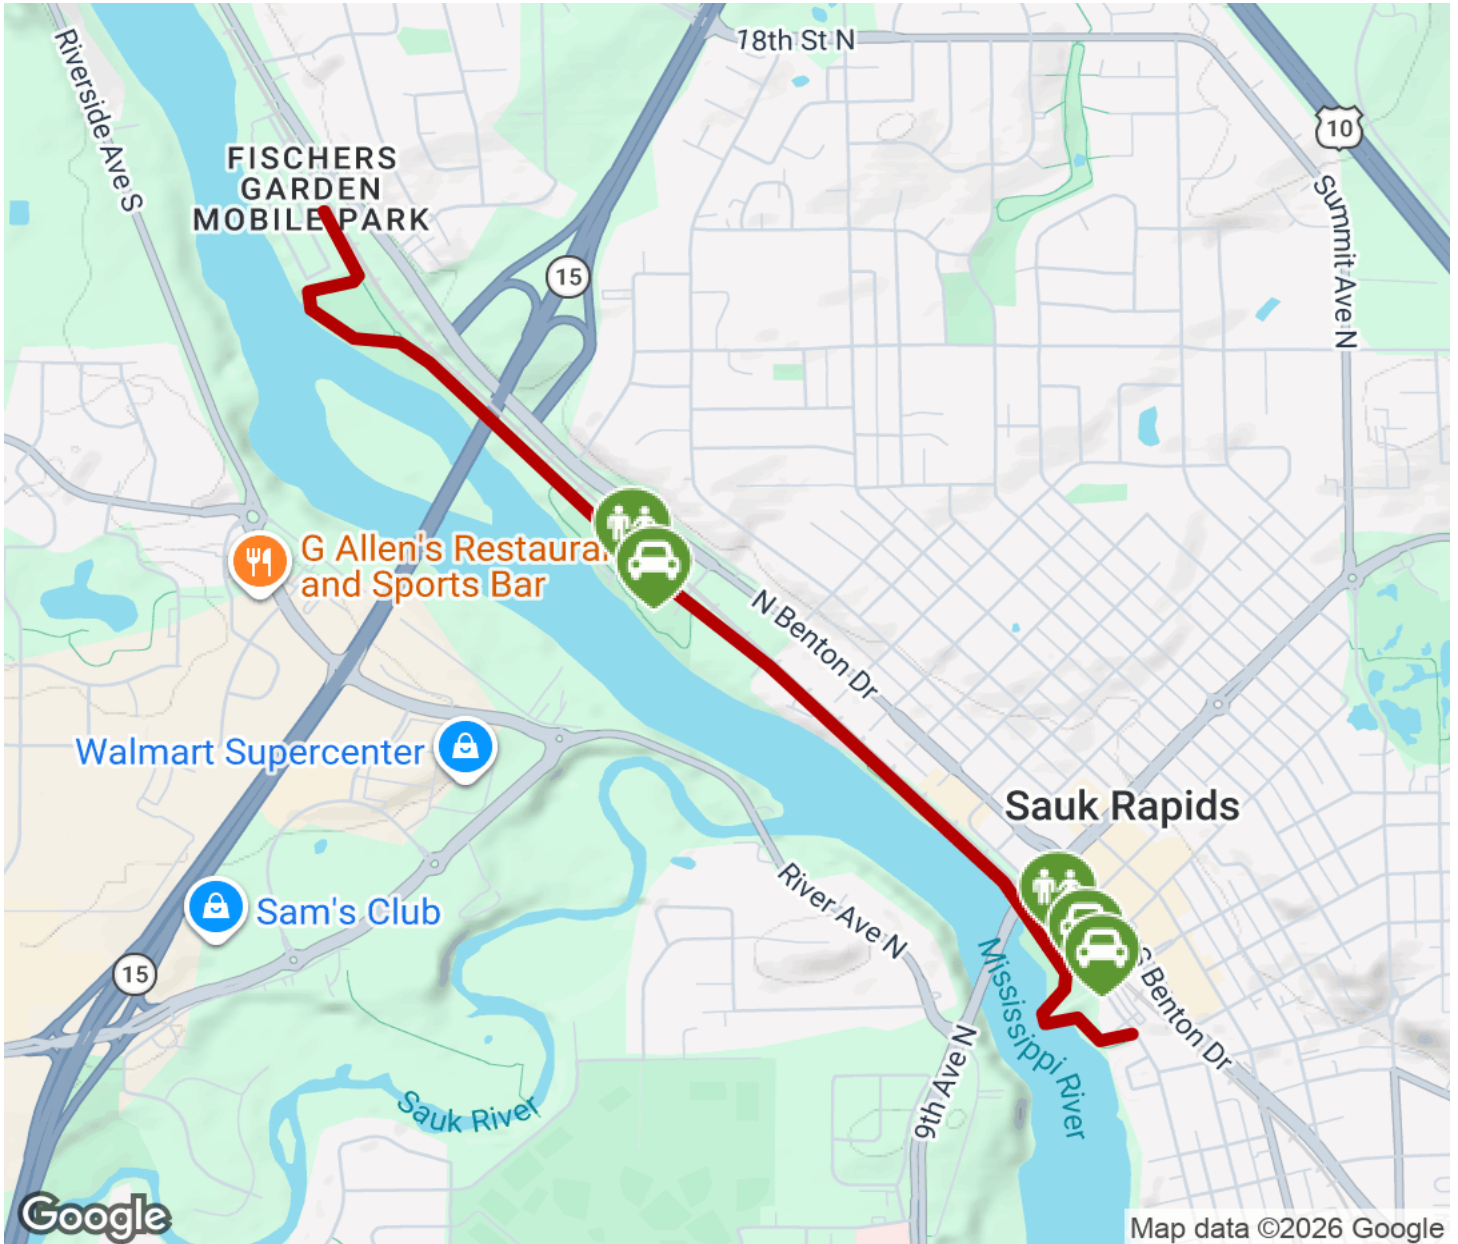 18th St N
Riverside Ave S
10
FISCHERS
GARDEN
MOBILE PARK
Summit Ave N
15
G Allen's Restaura
and Sports Bar
N Benton Dr
Walmart Supercenter
Sauk Rapids
River Ave N
Sam's Club
15
Mississippi River
S Benton Dr
9th Ave N
Sauk River
Google
Map data ©2026 Google